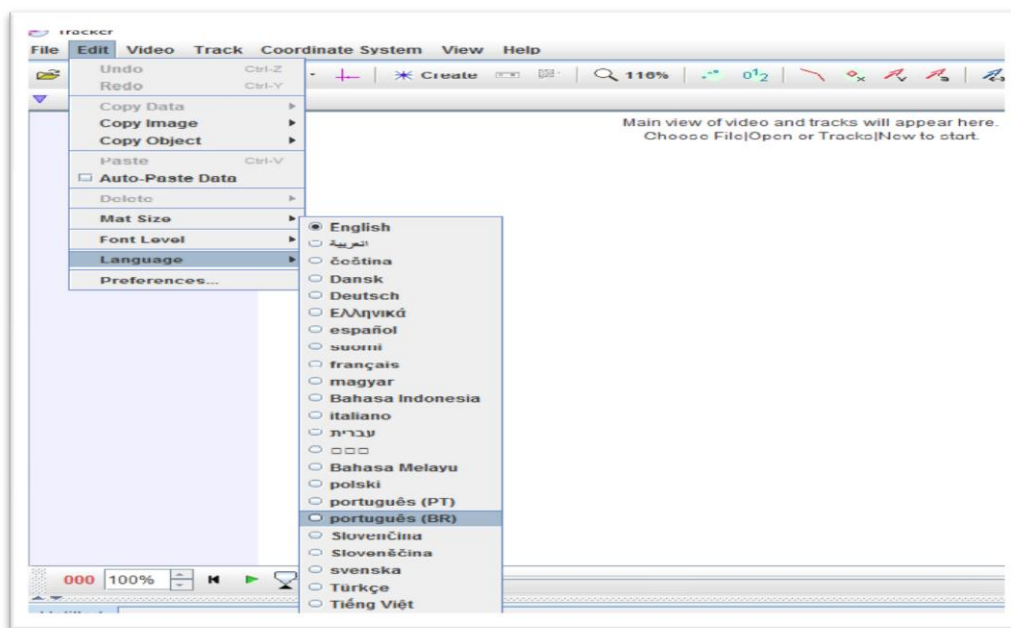 Tracker
File Edit Video Track Coordinate System View Help
Undo Ctrl-Z
Redo Ctrl-Y
Copy Data
Copy Image
Copy Object
Paste Ctrl-V
Auto-Paste Data
Delete
Mat Size
Font Level
Language
Preferences...
Create 116%
Main view of video and tracks will appear here.
Choose File|Open or Tracks|New to start.
English
العربية
čeština
Dansk
Deutsch
Ελληνικά
español
suomi
français
magyar
Bahasa Indonesia
italiano
עברית
Bahasa Melayu
polski
português (PT)
português (BR)
Slovenčina
Slovenščina
svenska
Türkçe
Tiếng Việt
000 100%